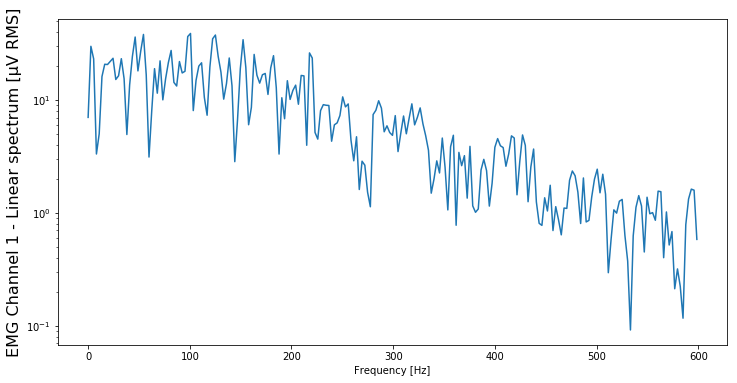 EMG Channel 1 - Linear spectrum [µV RMS]
10¹
10⁰
10⁻¹
0 100 200 300 400 500 600
Frequency [Hz]